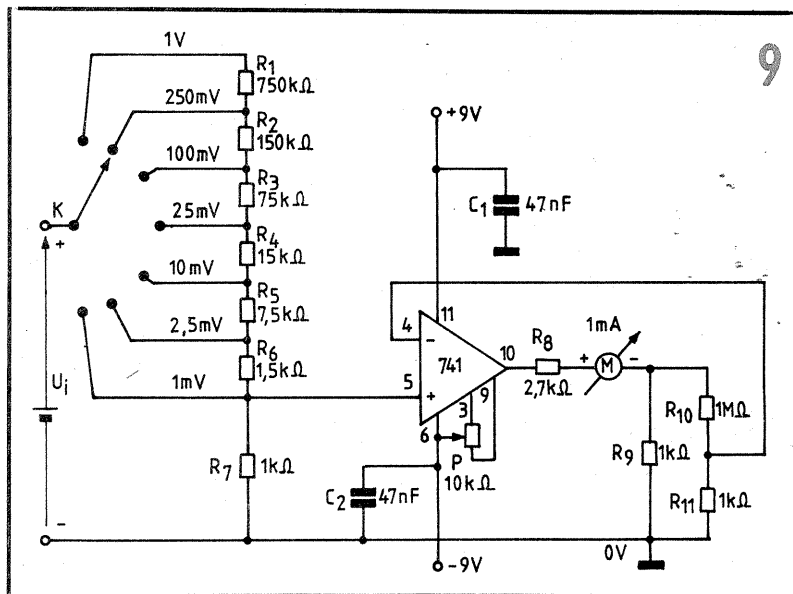 9
1V
R1
750kΩ
250mV
R2
150kΩ
100mV
R3
75kΩ
25mV
R4
15kΩ
10mV
R5
7,5kΩ
2,5mV
R6
1,5kΩ
1mV
R7
1kΩ
K
+
Ui
-
+9V
C1
47nF
4
-
11
741
10
5
+
3
9
6
P
10kΩ
R8
2,7kΩ
1mA
+
M
-
R10
1MΩ
R9
1kΩ
R11
1kΩ
C2
47nF
0V
-9V